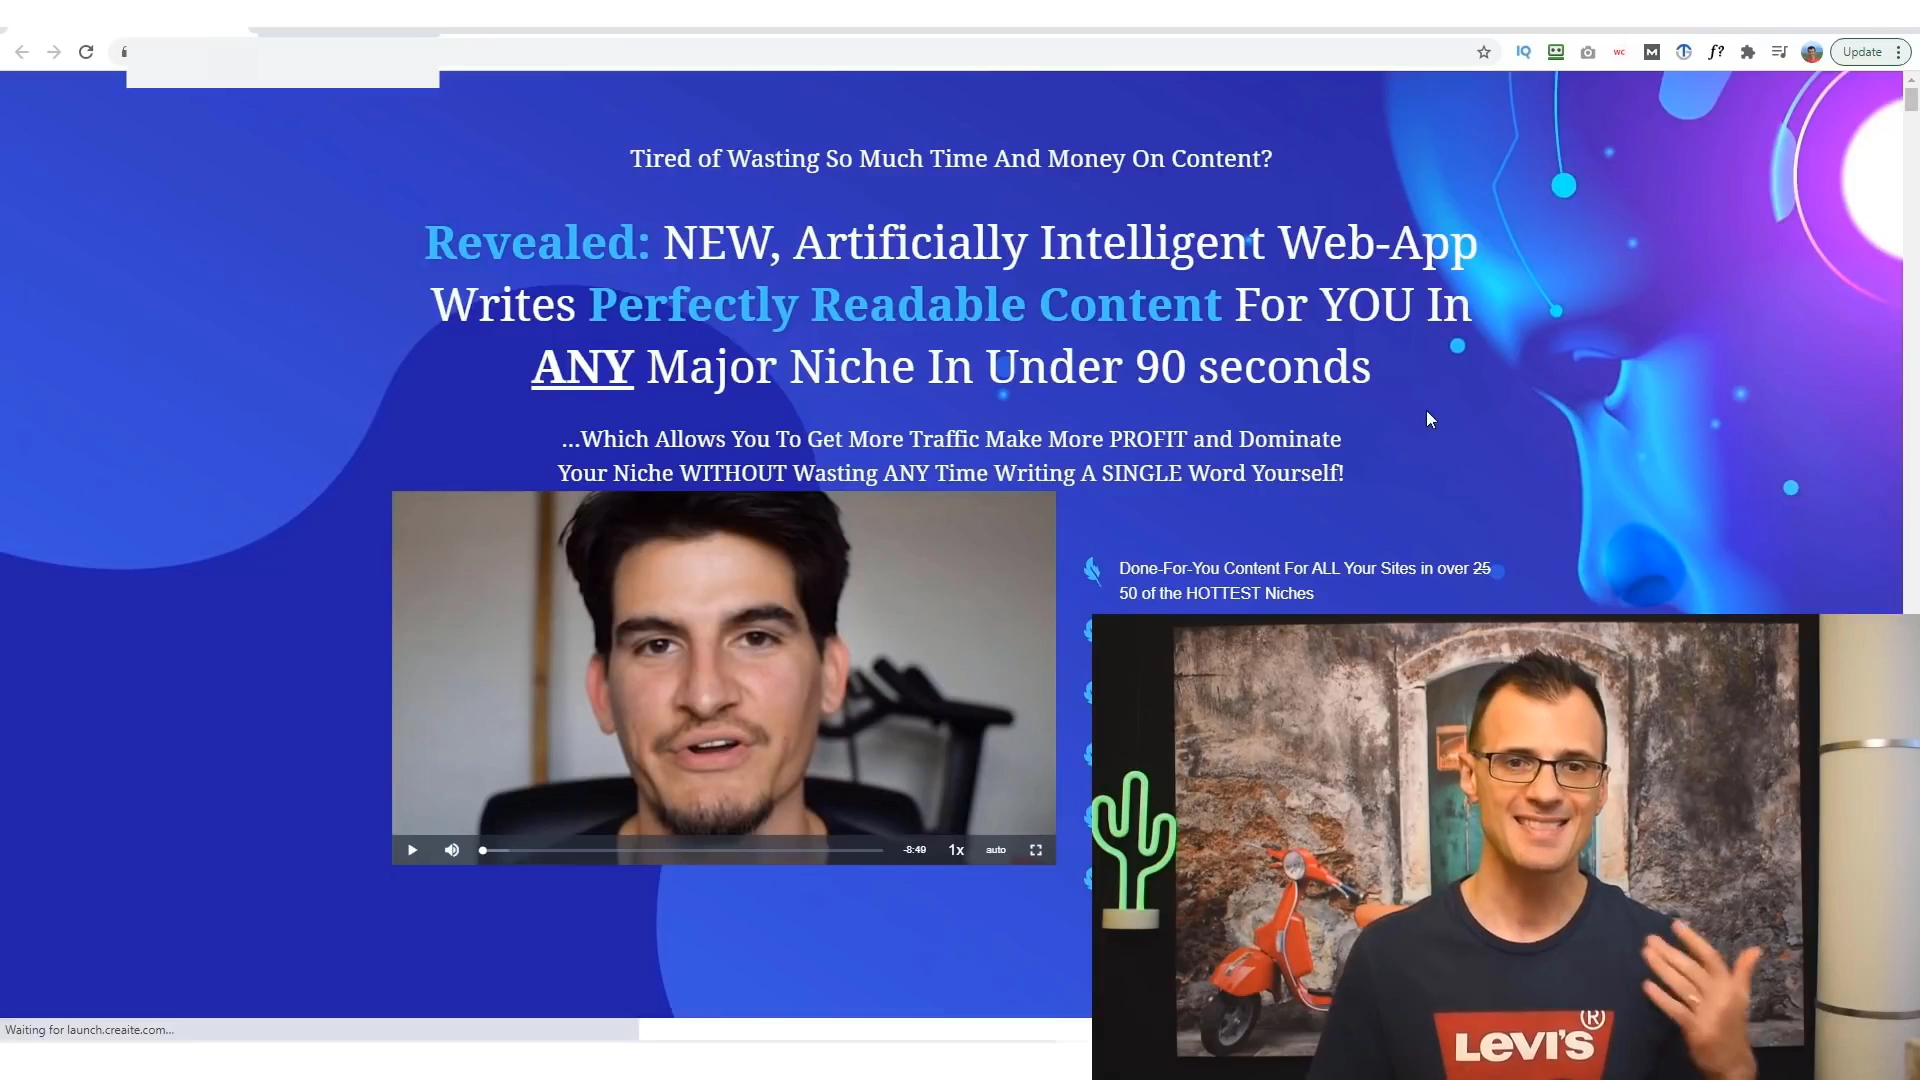 IQ
WC
M
f?
Update
Tired of Wasting So Much Time And Money On Content?
Revealed: NEW, Artificially Intelligent Web-App
Writes Perfectly Readable Content For YOU In
ANY Major Niche In Under 90 seconds
...Which Allows You To Get More Traffic Make More PROFIT and Dominate
Your Niche WITHOUT Wasting ANY Time Writing A SINGLE Word Yourself!
Done-For-You Content For ALL Your Sites in over 25
50 of the HOTTEST Niches
-8:49 1x auto
LEVI'S®
Waiting for launch.creaite.com...